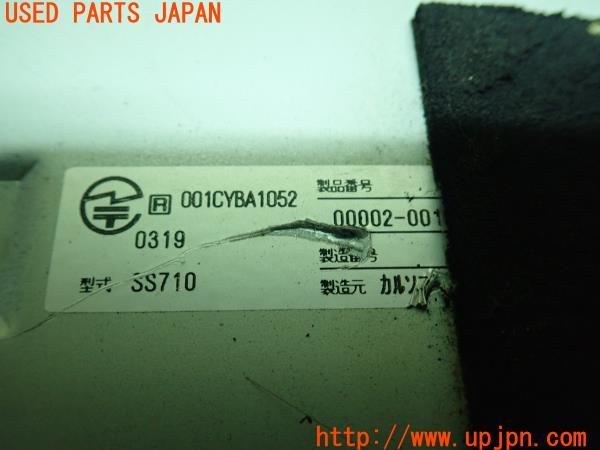 USED PARTS JAPAN
R 001CYBA1052 製品番号
0319 00002-001
製造番号
型式 SS710 製造元 カルソ
http://www.upjpn.com/